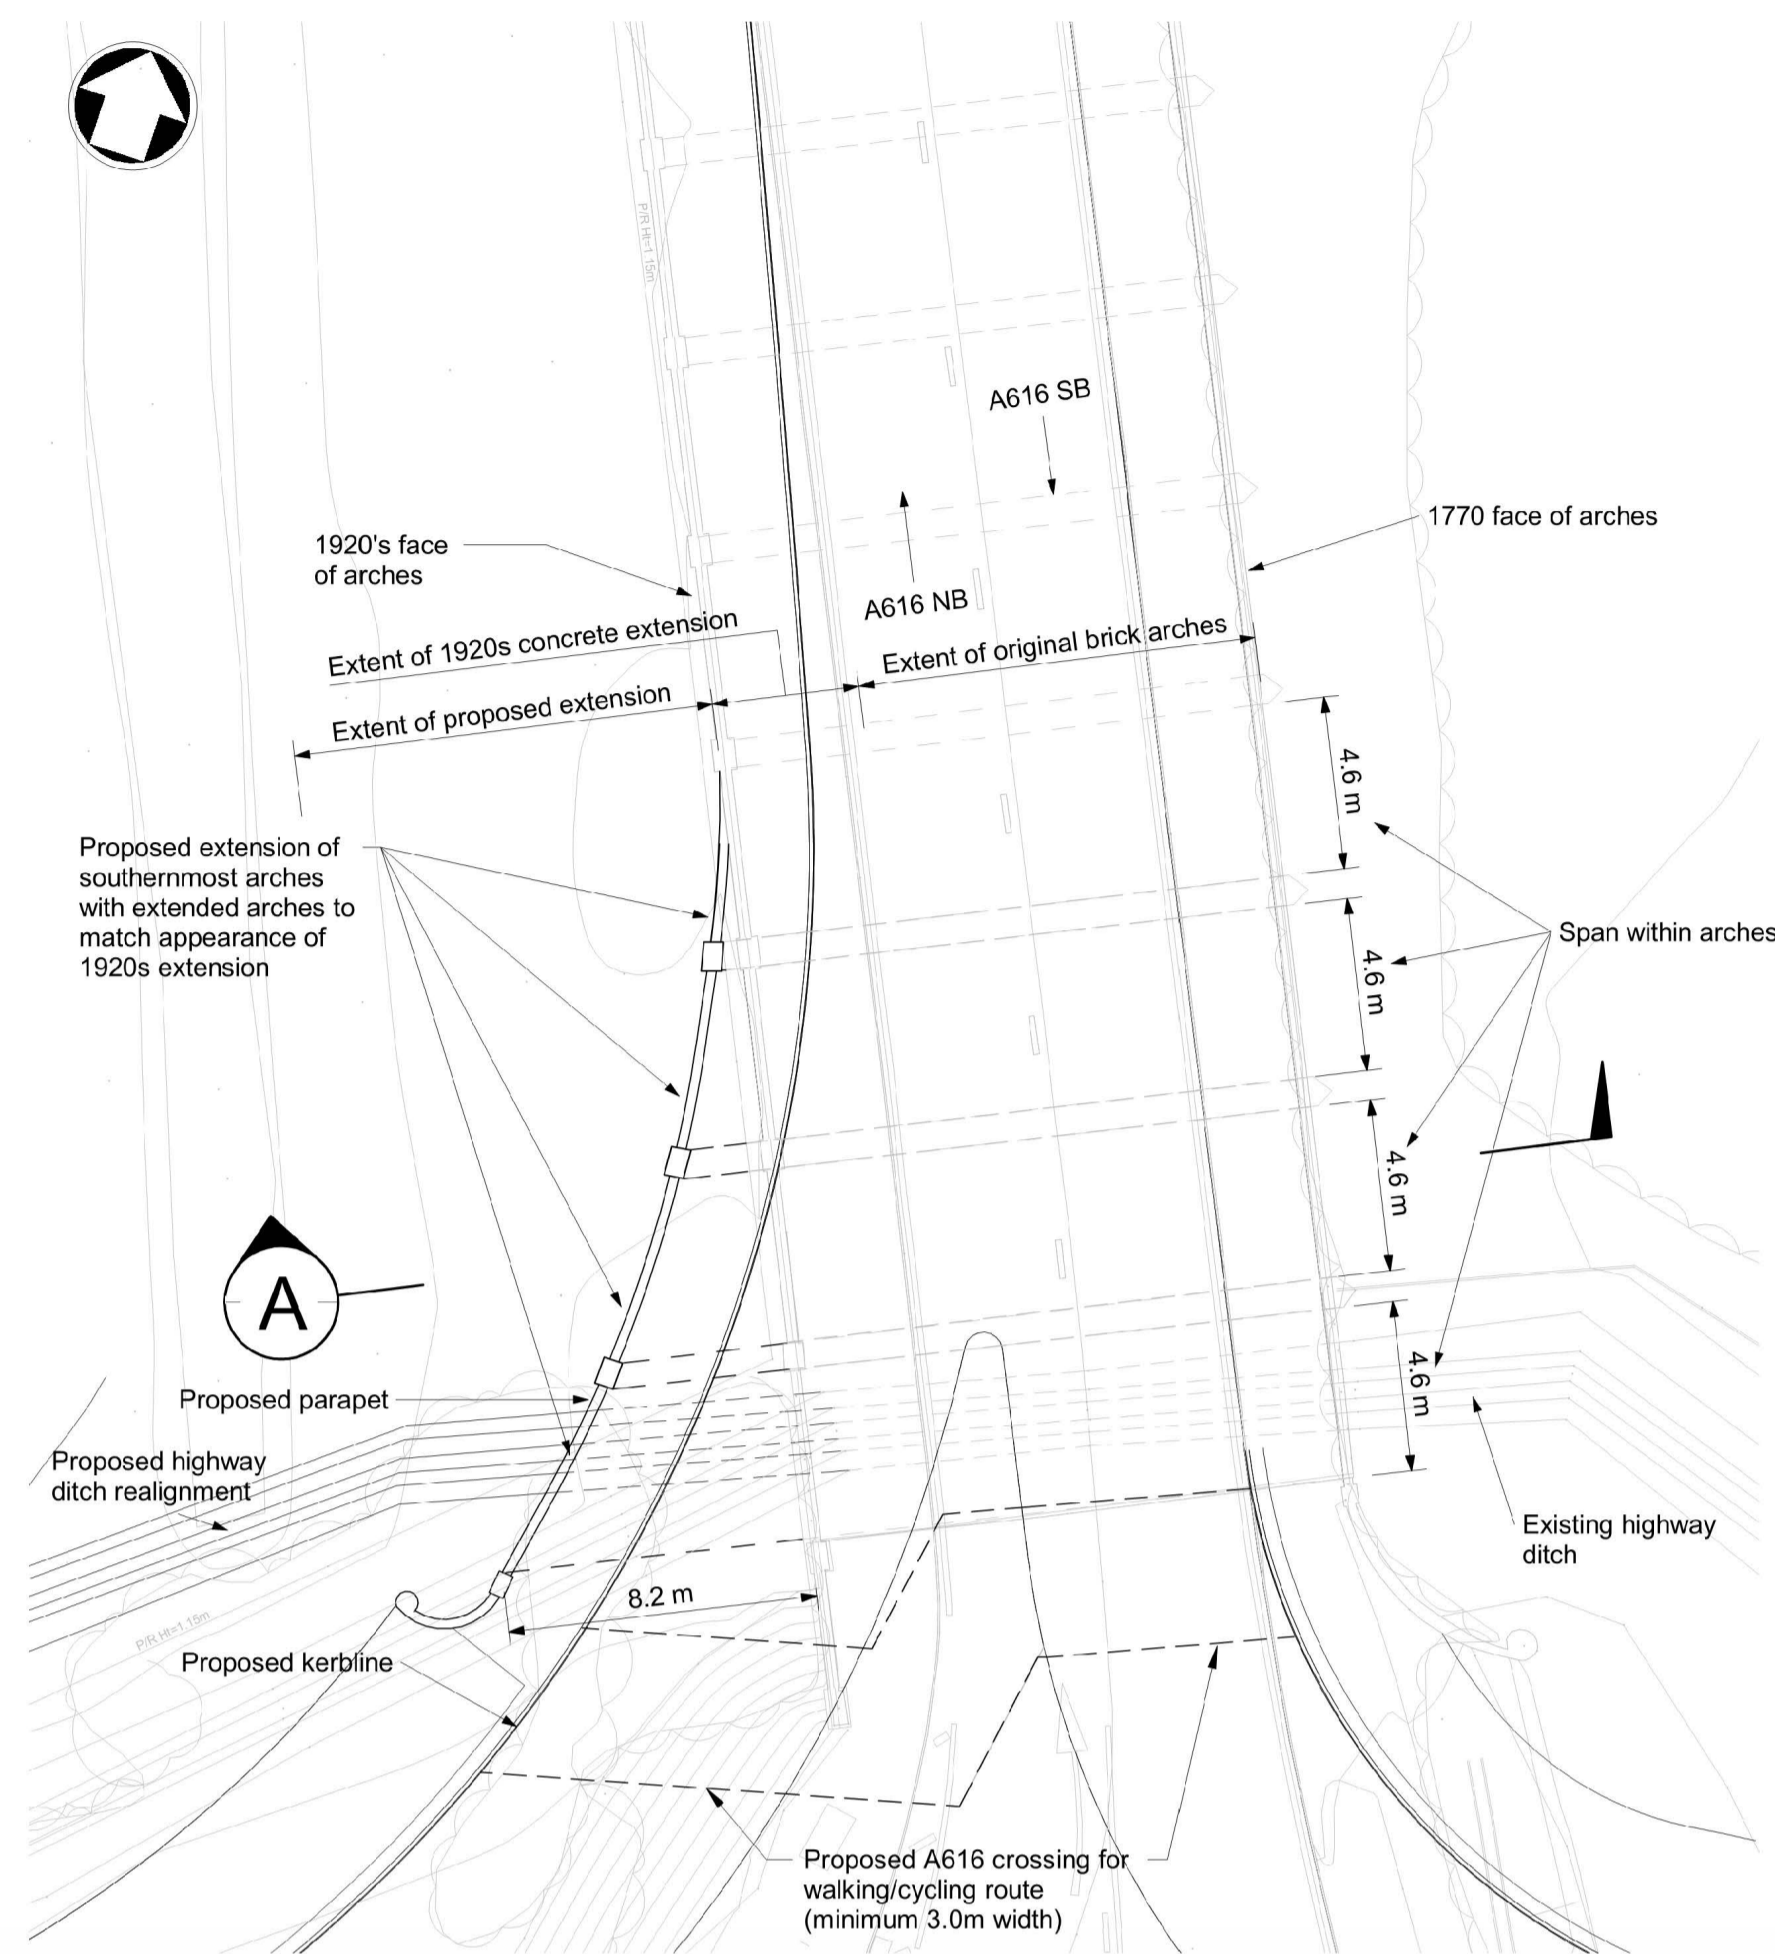 P/R Ht=1.15m
A616 SB
1770 face of arches
1920's face
of arches
A616 NB
Extent of 1920s concrete extension
Extent of original brick arches
Extent of proposed extension
4.6 m
Proposed extension of
southernmost arches
with extended arches to
match appearance of
1920s extension
Span within arches
4.6 m
4.6 m
A
4.6 m
Proposed parapet
Proposed highway
ditch realignment
Existing highway
ditch
8.2 m
P/R Ht=1.15m
Proposed kerbline
Proposed A616 crossing for
walking/cycling route
(minimum 3.0m width)